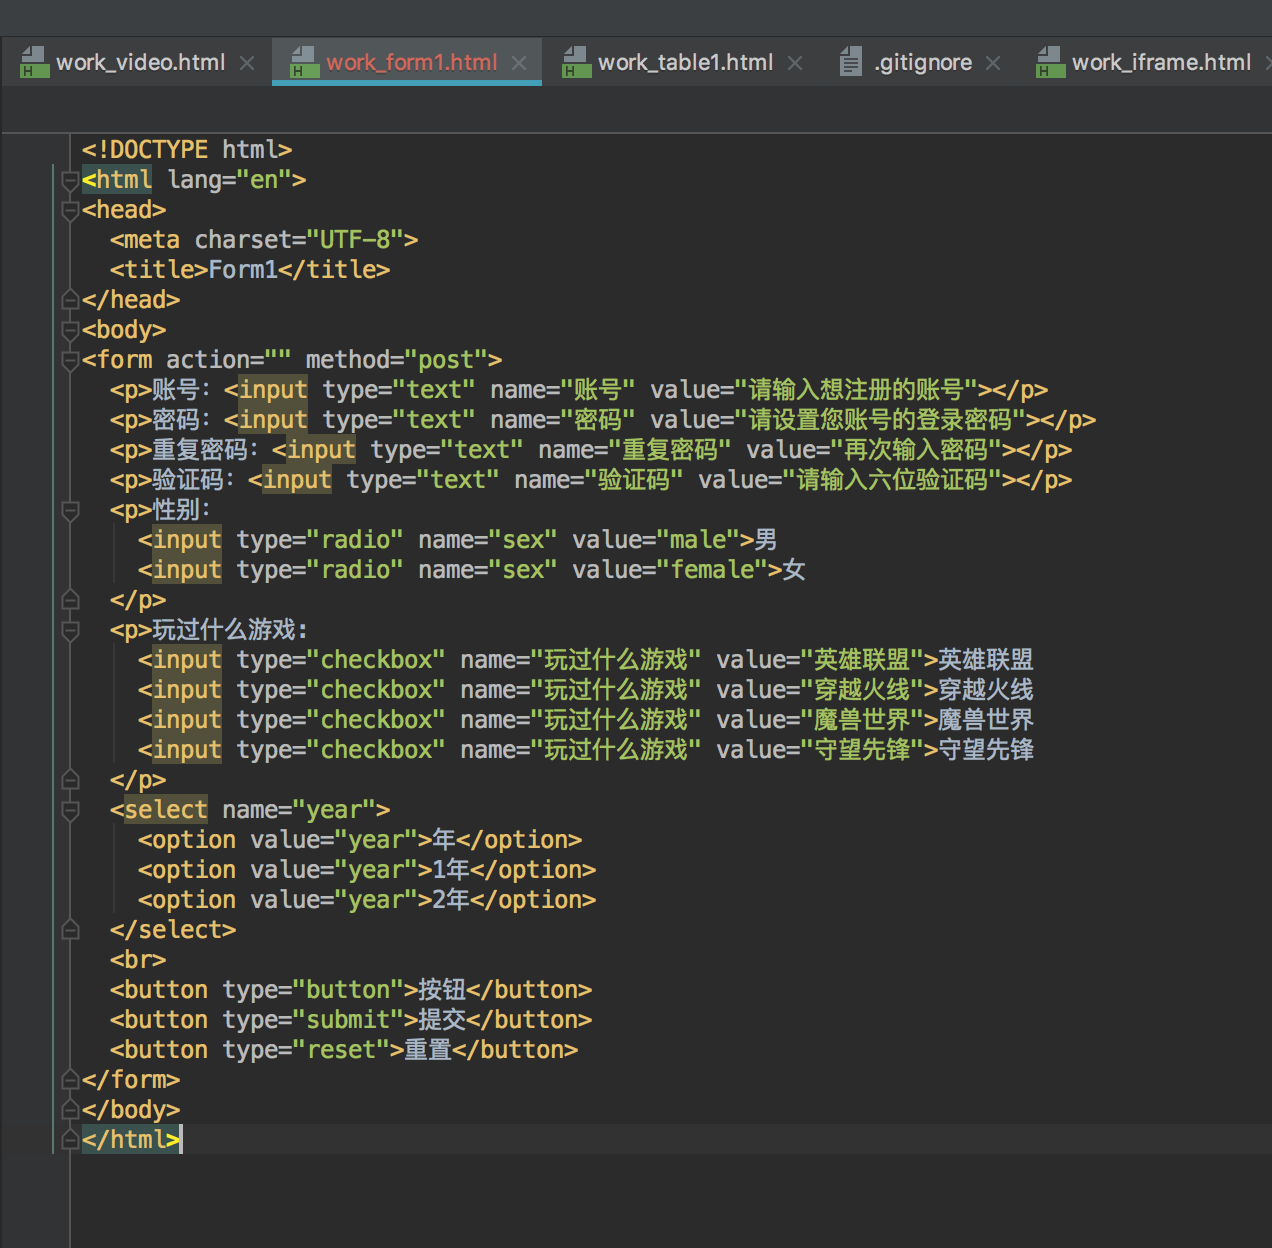 work_video.html work_form1.html work_table1.html .gitignore work_iframe.html
<!DOCTYPE html>
<html lang="en">
<head>
  <meta charset="UTF-8">
  <title>Form1</title>
</head>
<body>
<form action="" method="post">
  <p>账号：<input type="text" name="账号" value="请输入想注册的账号"></p>
  <p>密码：<input type="text" name="密码" value="请设置您账号的登录密码"></p>
  <p>重复密码：<input type="text" name="重复密码" value="再次输入密码"></p>
  <p>验证码：<input type="text" name="验证码" value="请输入六位验证码"></p>
  <p>性别：
    <input type="radio" name="sex" value="male">男
    <input type="radio" name="sex" value="female">女
  </p>
  <p>玩过什么游戏:
    <input type="checkbox" name="玩过什么游戏" value="英雄联盟">英雄联盟
    <input type="checkbox" name="玩过什么游戏" value="穿越火线">穿越火线
    <input type="checkbox" name="玩过什么游戏" value="魔兽世界">魔兽世界
    <input type="checkbox" name="玩过什么游戏" value="守望先锋">守望先锋
  </p>
  <select name="year">
    <option value="year">年</option>
    <option value="year">1年</option>
    <option value="year">2年</option>
  </select>
  <br>
  <button type="button">按钮</button>
  <button type="submit">提交</button>
  <button type="reset">重置</button>
</form>
</body>
</html>